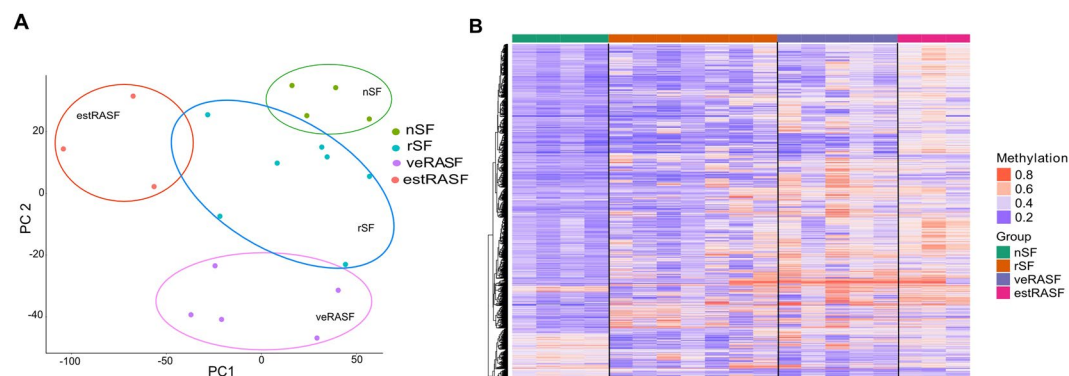 A
estRASF
nSF
rSF
veRASF
20
0
-20
-40
PC 2
-100
-50
0
50
PC1
nSF
rSF
veRASF
estRASF
B
Methylation
0.8
0.6
0.4
0.2
Group
nSF
rSF
veRASF
estRASF